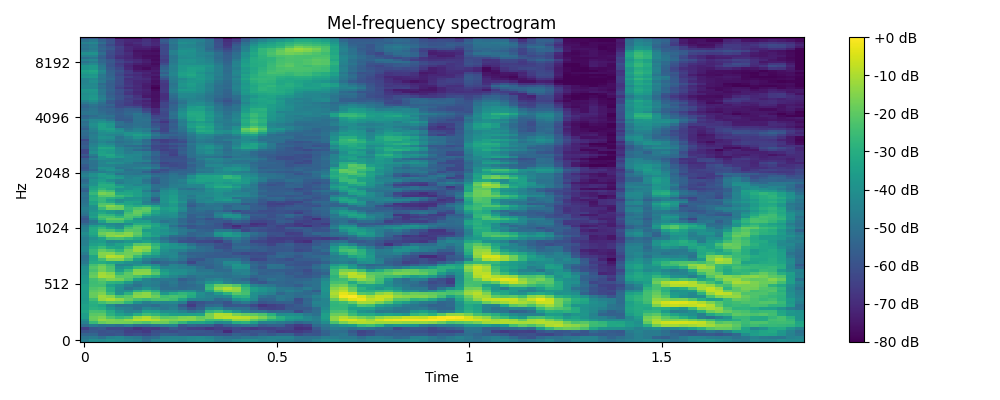 Mel-frequency spectrogram
Hz
8192
4096
2048
1024
512
0
0
0.5
1
1.5
Time
+0 dB
-10 dB
-20 dB
-30 dB
-40 dB
-50 dB
-60 dB
-70 dB
-80 dB